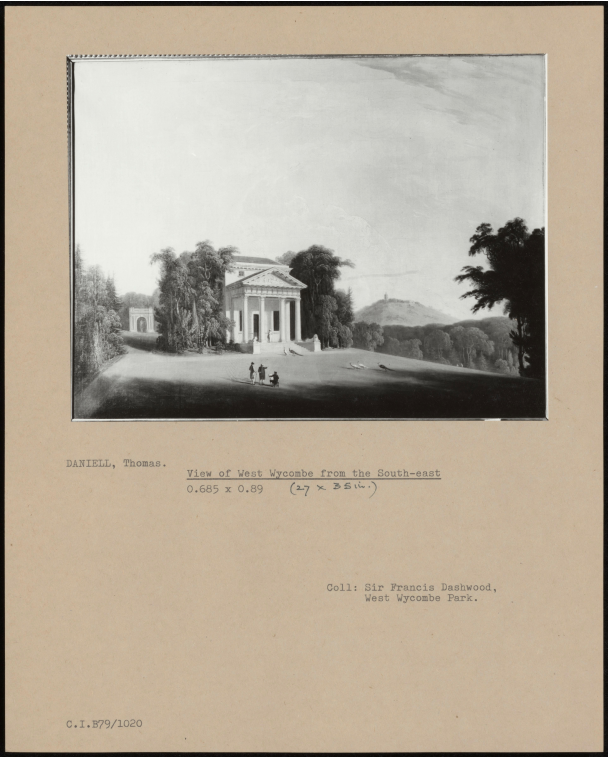 DANIELL, Thomas.
View of West Wycombe from the South-east
0.685 x 0.89 (27 x 35in.)
Coll: Sir Francis Dashwood,
West Wycombe Park.
C.I.B79/1020